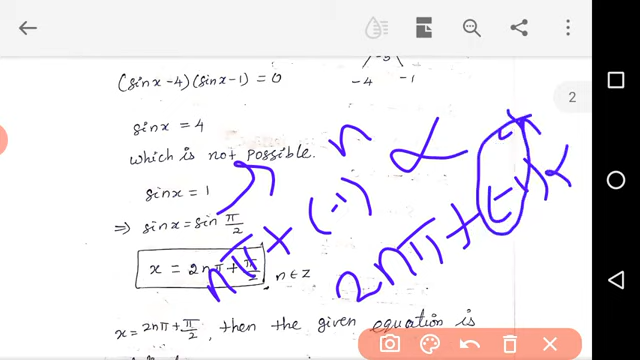 -5
(sinx-4)(sinx-1) = 0
-4 -1
2
sinx = 4
which is not possible.
sinx = 1
⇒ sinx = sin π/2
x = 2nπ + π/2 n∈z
nπ + (-1)ⁿ α
2nπ +
x = 2nπ + π/2, then the given equation is